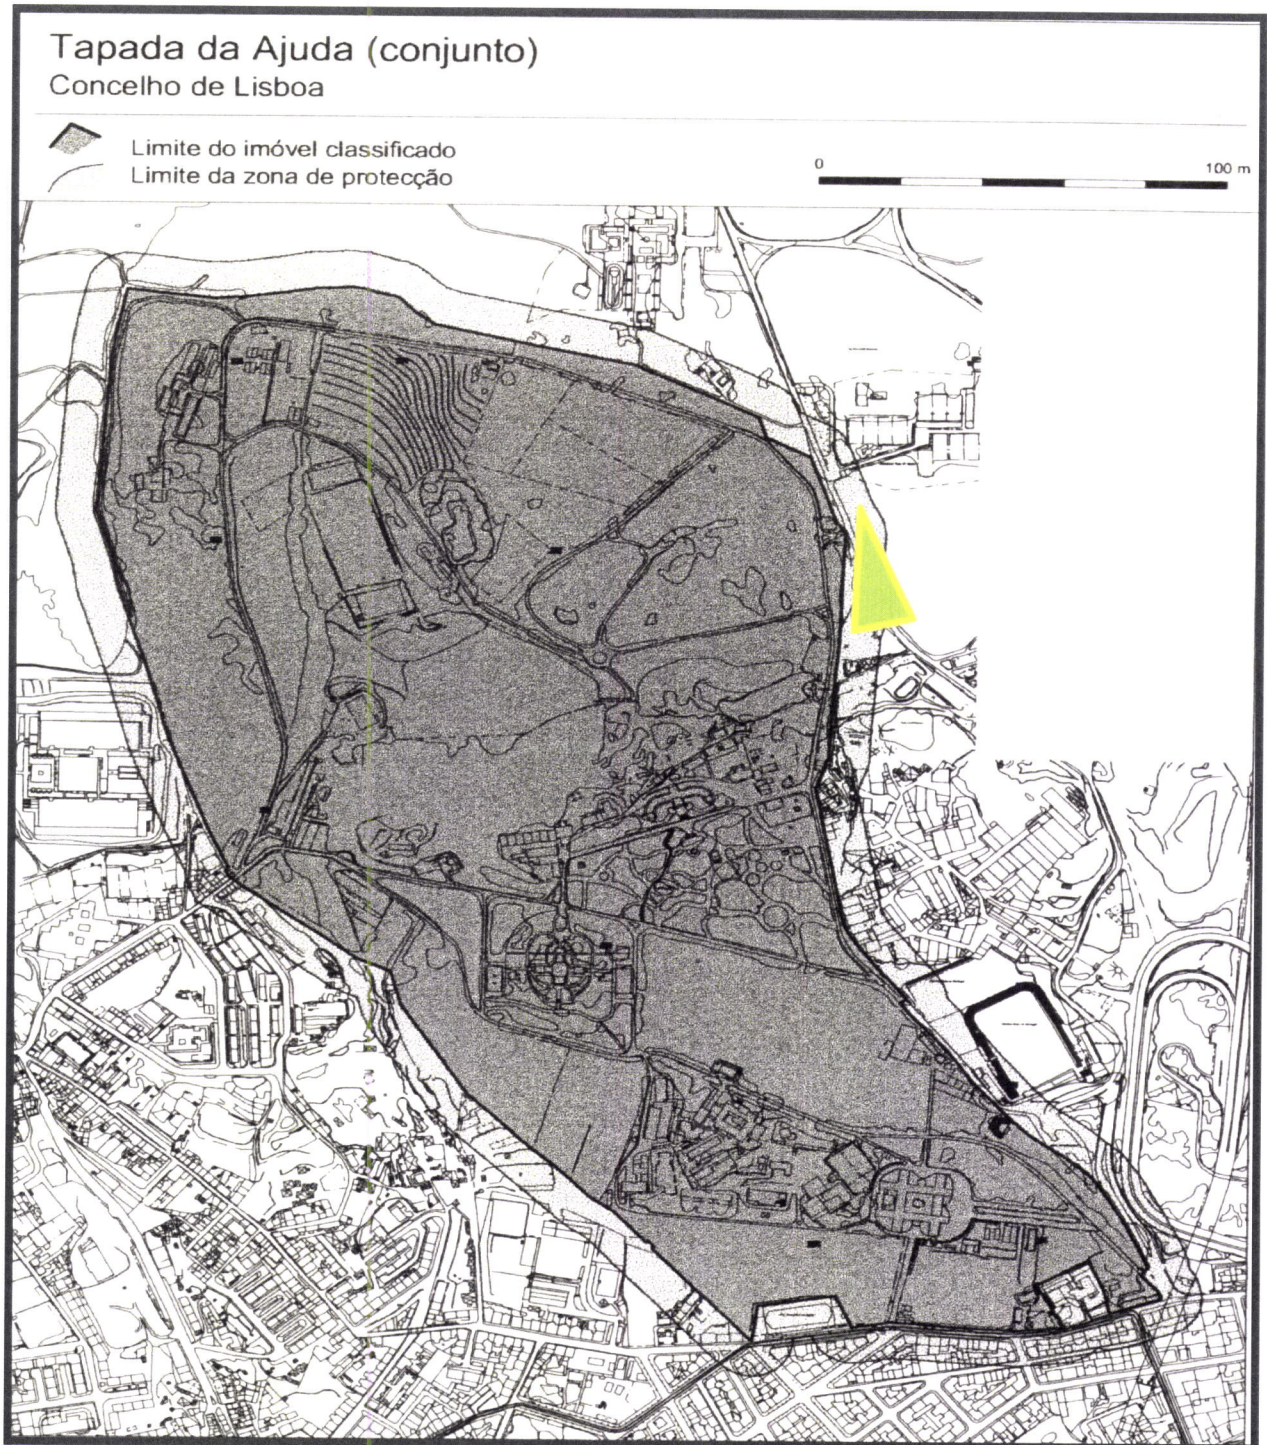 Tapada da Ajuda (conjunto)
Concelho de Lisboa
Limite do imóvel classificado
Limite da zona de protecção
0 100 m